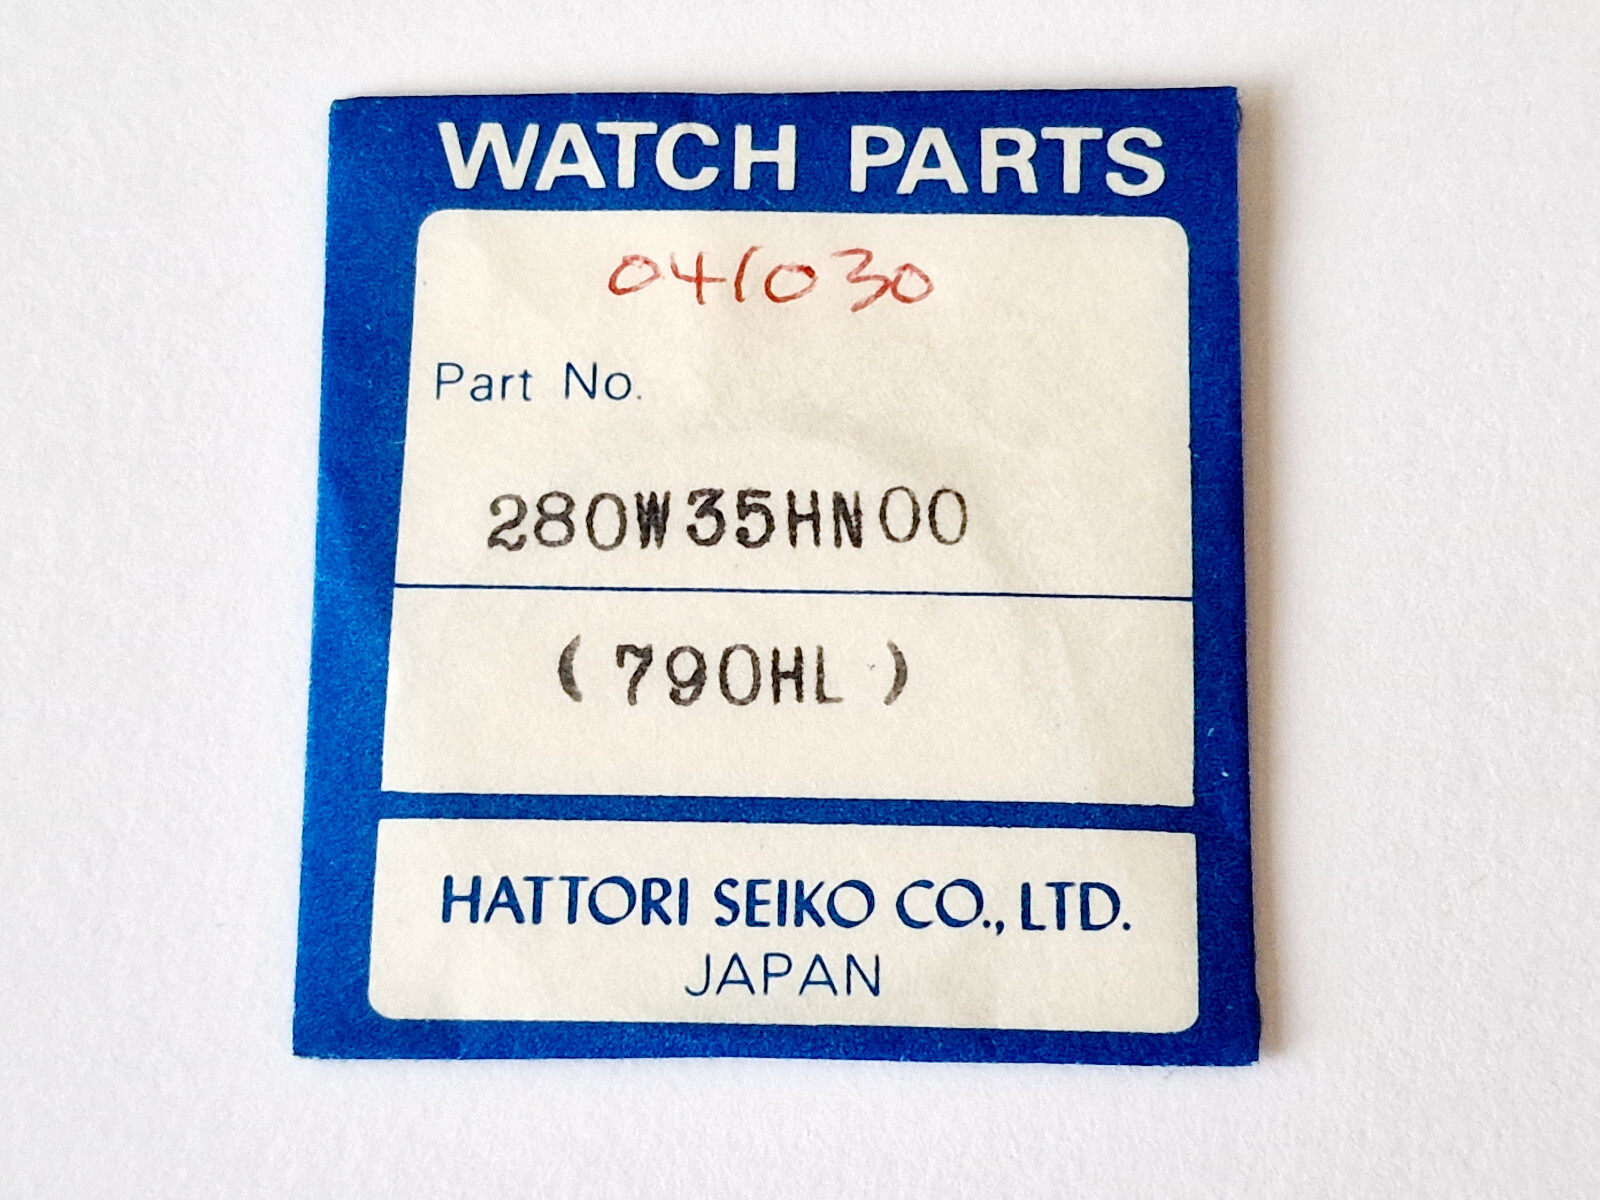 WATCH PARTS
041030
Part No.
280W35HN00
(790HL)
HATTORI SEIKO CO., LTD.
JAPAN